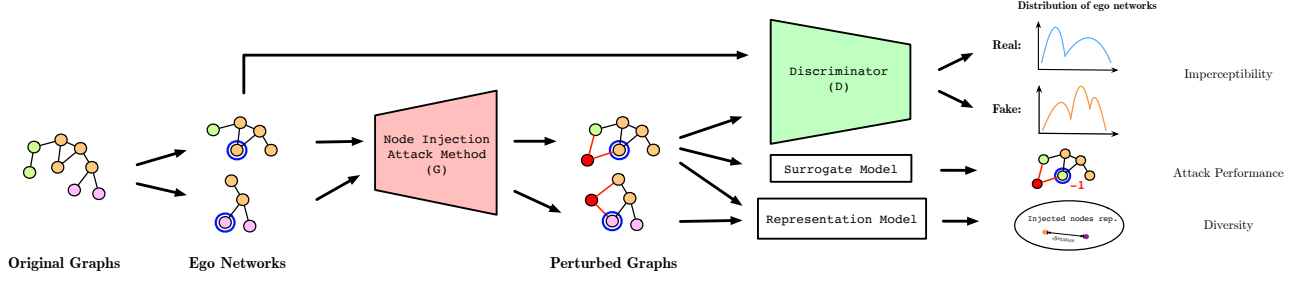 Distribution of ego networks
Real:
Discriminator
(D)
Imperceptibility
Fake:
Node Injection
Attack Method
(G)
Surrogate Model
-1
Attack Performance
Representation Model
Injected nodes rep.
distation
Diversity
Original Graphs
Ego Networks
Perturbed Graphs